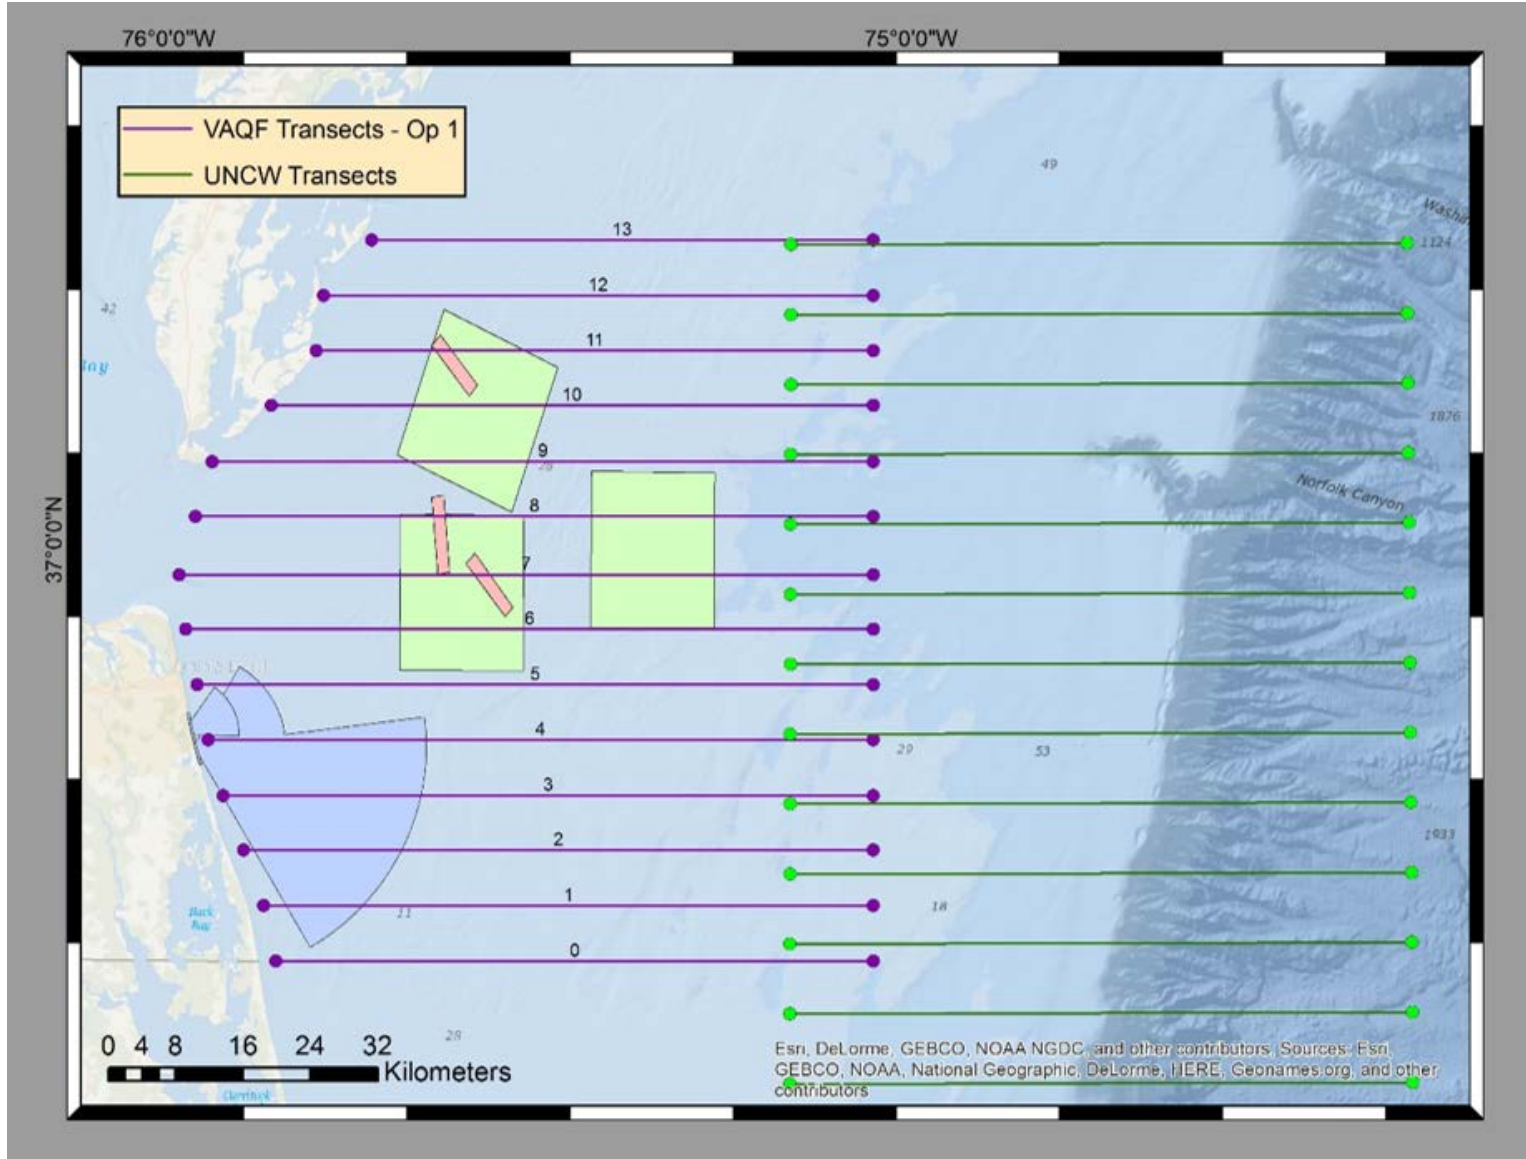 76°0'0"W
75°0'0"W
VAQF Transects - Op 1
UNCW Transects
49
13
1124
12
42
11
Bay
10
1876
9
28
Norfolk Canyon
8
37°0'0"N
7
6
5
4
29
53
3
2
1933
1
18
Back
Bay
11
0
28
0 4 8 16 24 32
Kilometers
Esri, DeLorme, GEBCO, NOAA NGDC, and other contributors, Sources: Esri,
GEBCO, NOAA, National Geographic, DeLorme, HERE, Geonames.org, and other
contributors